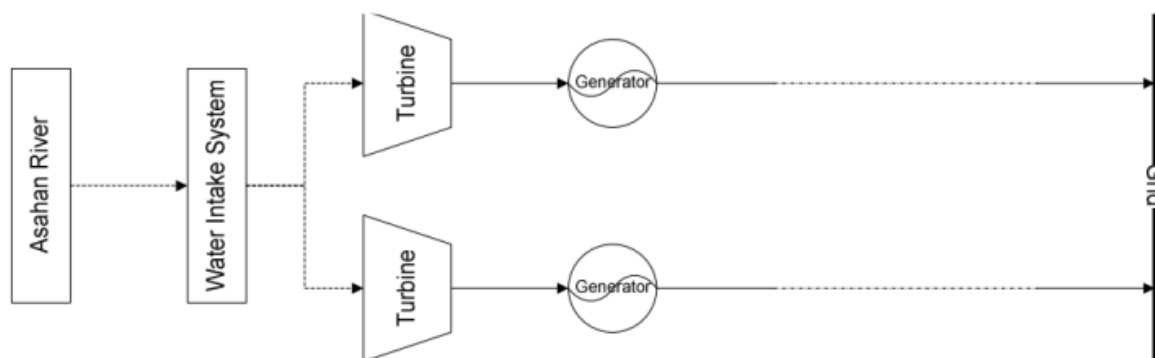 Asahan River
Water Intake System
Turbine
Generator
Turbine
Generator